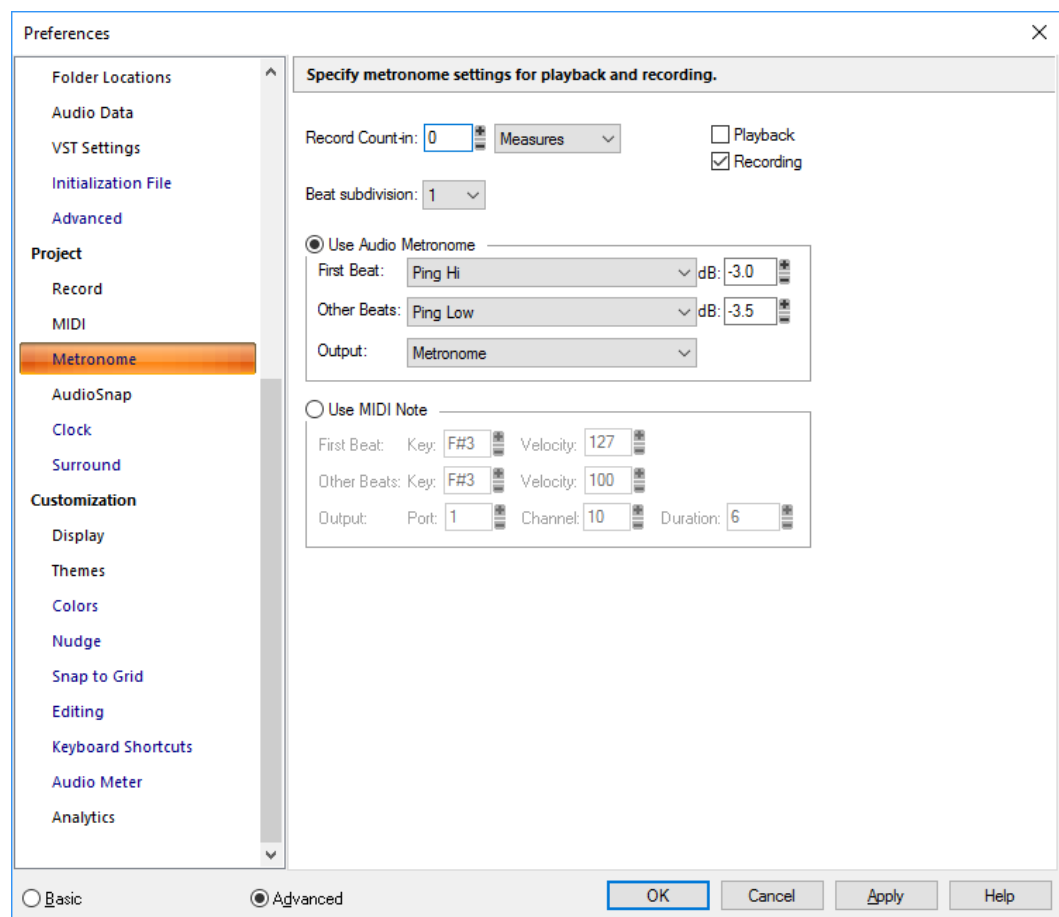 Preferences
Folder Locations
Audio Data
VST Settings
Initialization File
Advanced
Project
Record
MIDI
Metronome
AudioSnap
Clock
Surround
Customization
Display
Themes
Colors
Nudge
Snap to Grid
Editing
Keyboard Shortcuts
Audio Meter
Analytics
Specify metronome settings for playback and recording.
Record Count-in: 0 Measures
Playback
Recording
Beat subdivision: 1
Use Audio Metronome
First Beat: Ping Hi dB: -3.0
Other Beats: Ping Low dB: -3.5
Output: Metronome
Use MIDI Note
First Beat: Key: F#3 Velocity: 127
Other Beats: Key: F#3 Velocity: 100
Output: Port: 1 Channel: 10 Duration: 6
Basic Advanced OK Cancel Apply Help